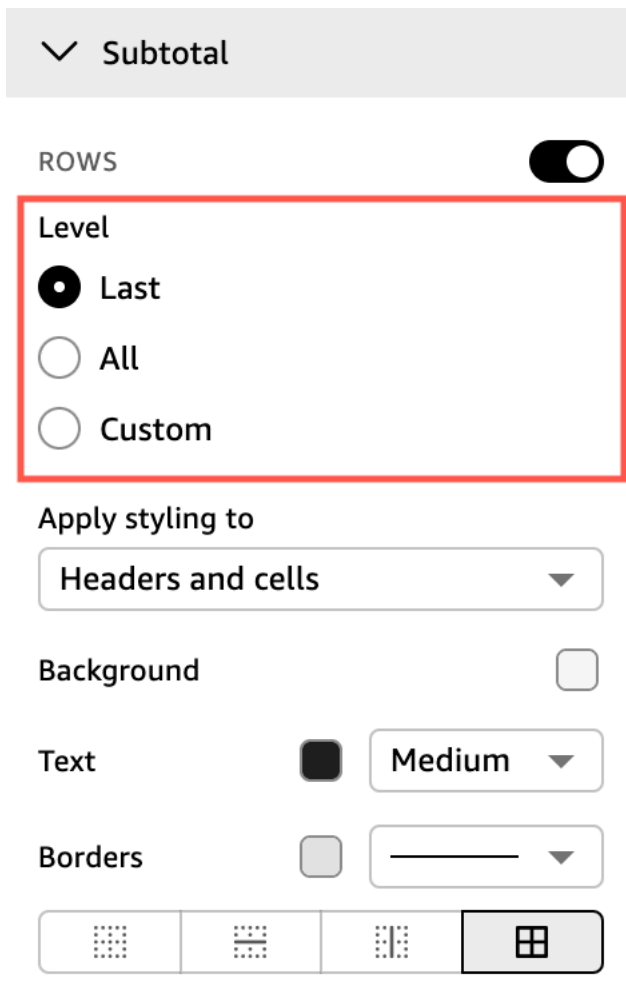 Subtotal
ROWS
Level
Last
All
Custom
Apply styling to
Headers and cells
Background
Text
Medium
Borders